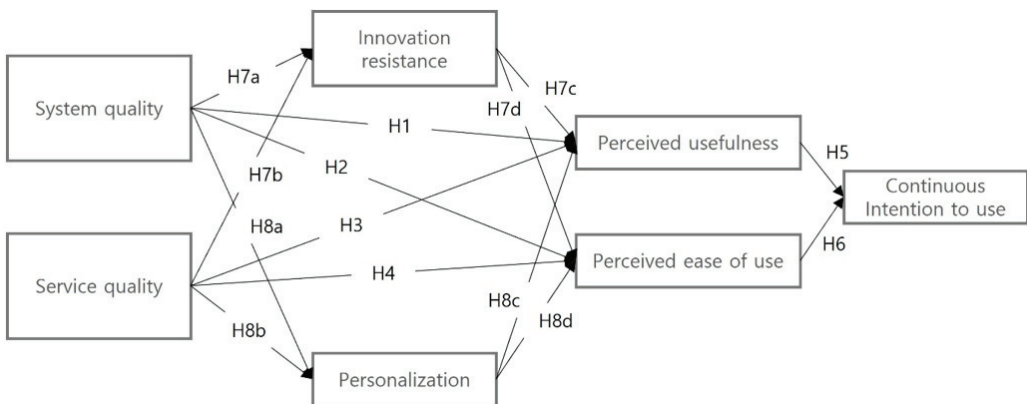 Innovation
resistance
H7a
H7c
System quality
H7d
H1
Perceived usefulness
H5
H7b
H2
Continuous
Intention to use
H8a
H3
H6
Service quality
H4
Perceived ease of use
H8c
H8b
H8d
Personalization